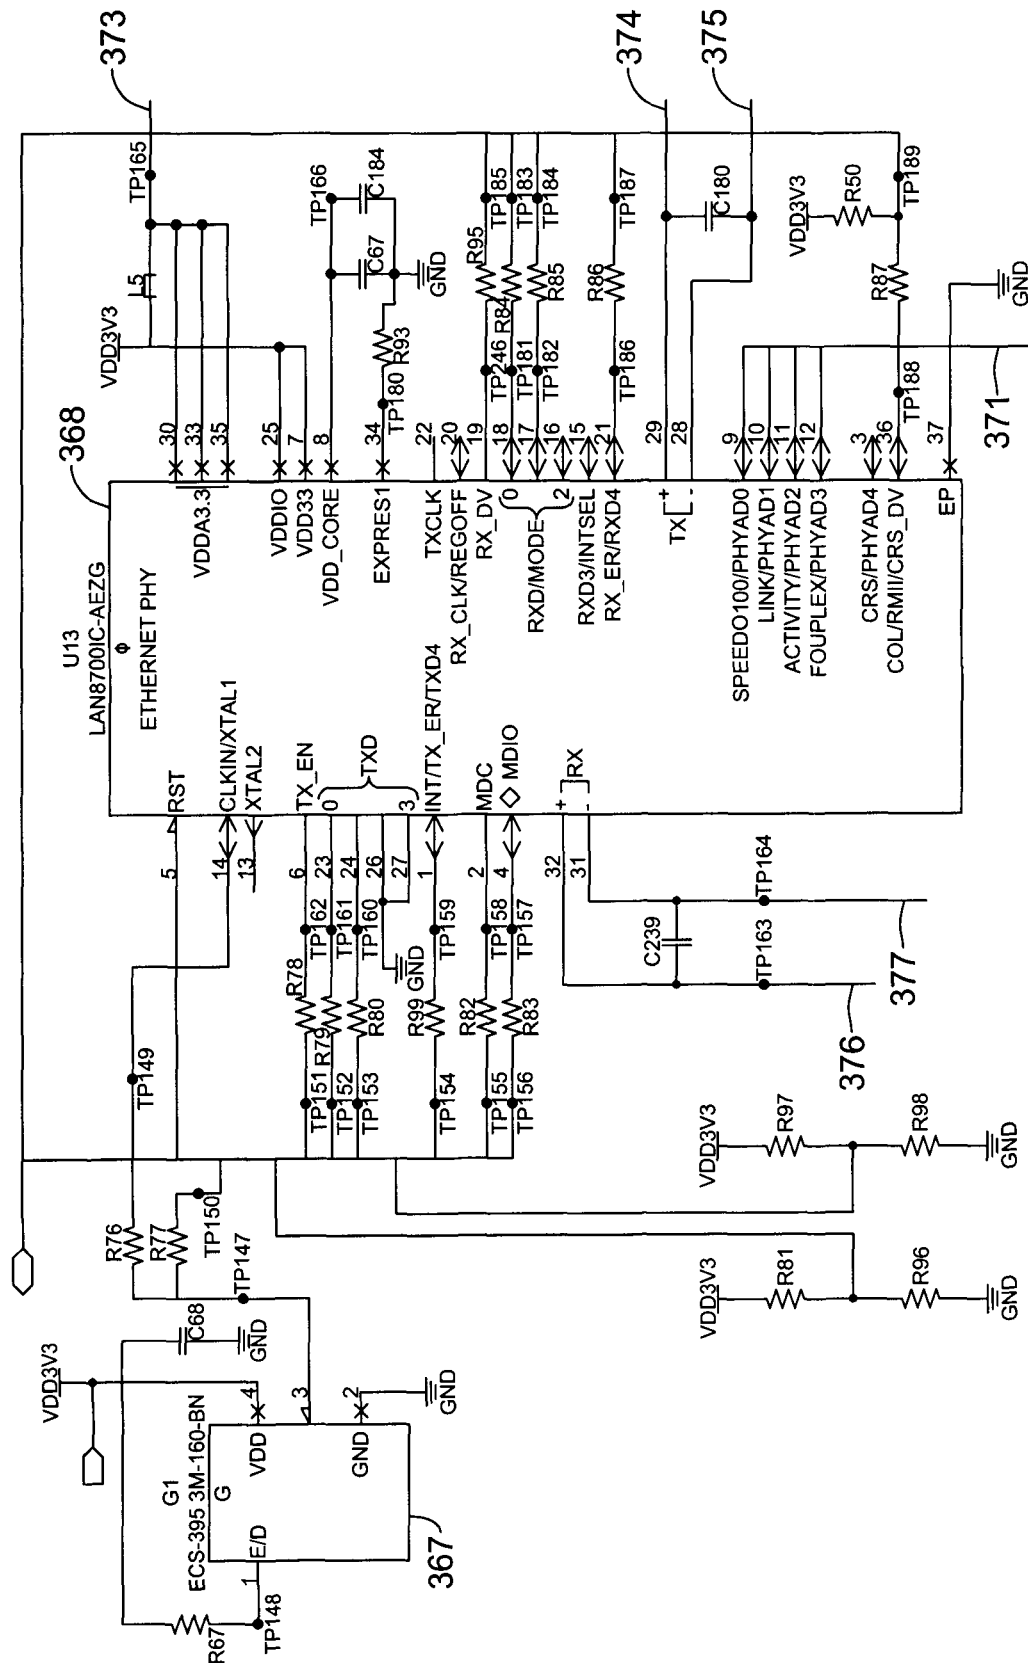 373
374
375
TP165
L5
VDD3V3
368
TP166
C184
C67
GND
R93
TP180
R95
TP185
TP183
TP184
TP187
R84
R85
R86
TP246
TP181
TP182
TP186
C180
VDD3V3
R50
TP189
R87
TP188
GND
371
30
33
35
25
7
8
34
22
20
19
18
17
16
15
21
29
28
9
10
11
12
3
36
37
U13
LAN8700IC-AEZG
Φ
ETHERNET PHY
VDDA3.3
VDDIO
VDD33
VDD_CORE
EXPRES1
TXCLK
RX_CLK/REGOFF
RX_DV
0
RXD/MODE
2
RXD3/INTSEL
RX_ER/RXD4
TX
+
-
SPEEDO100/PHYAD0
LINK/PHYAD1
ACTIVITY/PHYAD2
FOUPLEX/PHYAD3
CRS/PHYAD4
COL/RMII/CRS_DV
EP
RST
CLKIN/XTAL1
XTAL2
TX_EN
0
TXD
3
INT/TX_ER/TXD4
MDC
MDIO
+
-
RX
5
14
13
6
23
24
26
27
1
2
4
32
31
TP149
R78
TP162
TP161
TP160
GND
TP159
TP158
TP157
R79
R80
R99
R82
R83
TP151
TP152
TP153
TP154
TP155
TP156
C239
TP164
TP163
377
376
R76
R77
TP150
TP147
C68
GND
VDD3V3
R97
R98
GND
VDD3V3
R81
R96
GND
VDD3V3
G1
ECS-395 3M-160-BN
G
VDD
4
3
GND
2
GND
E/D
1
367
R67
TP148